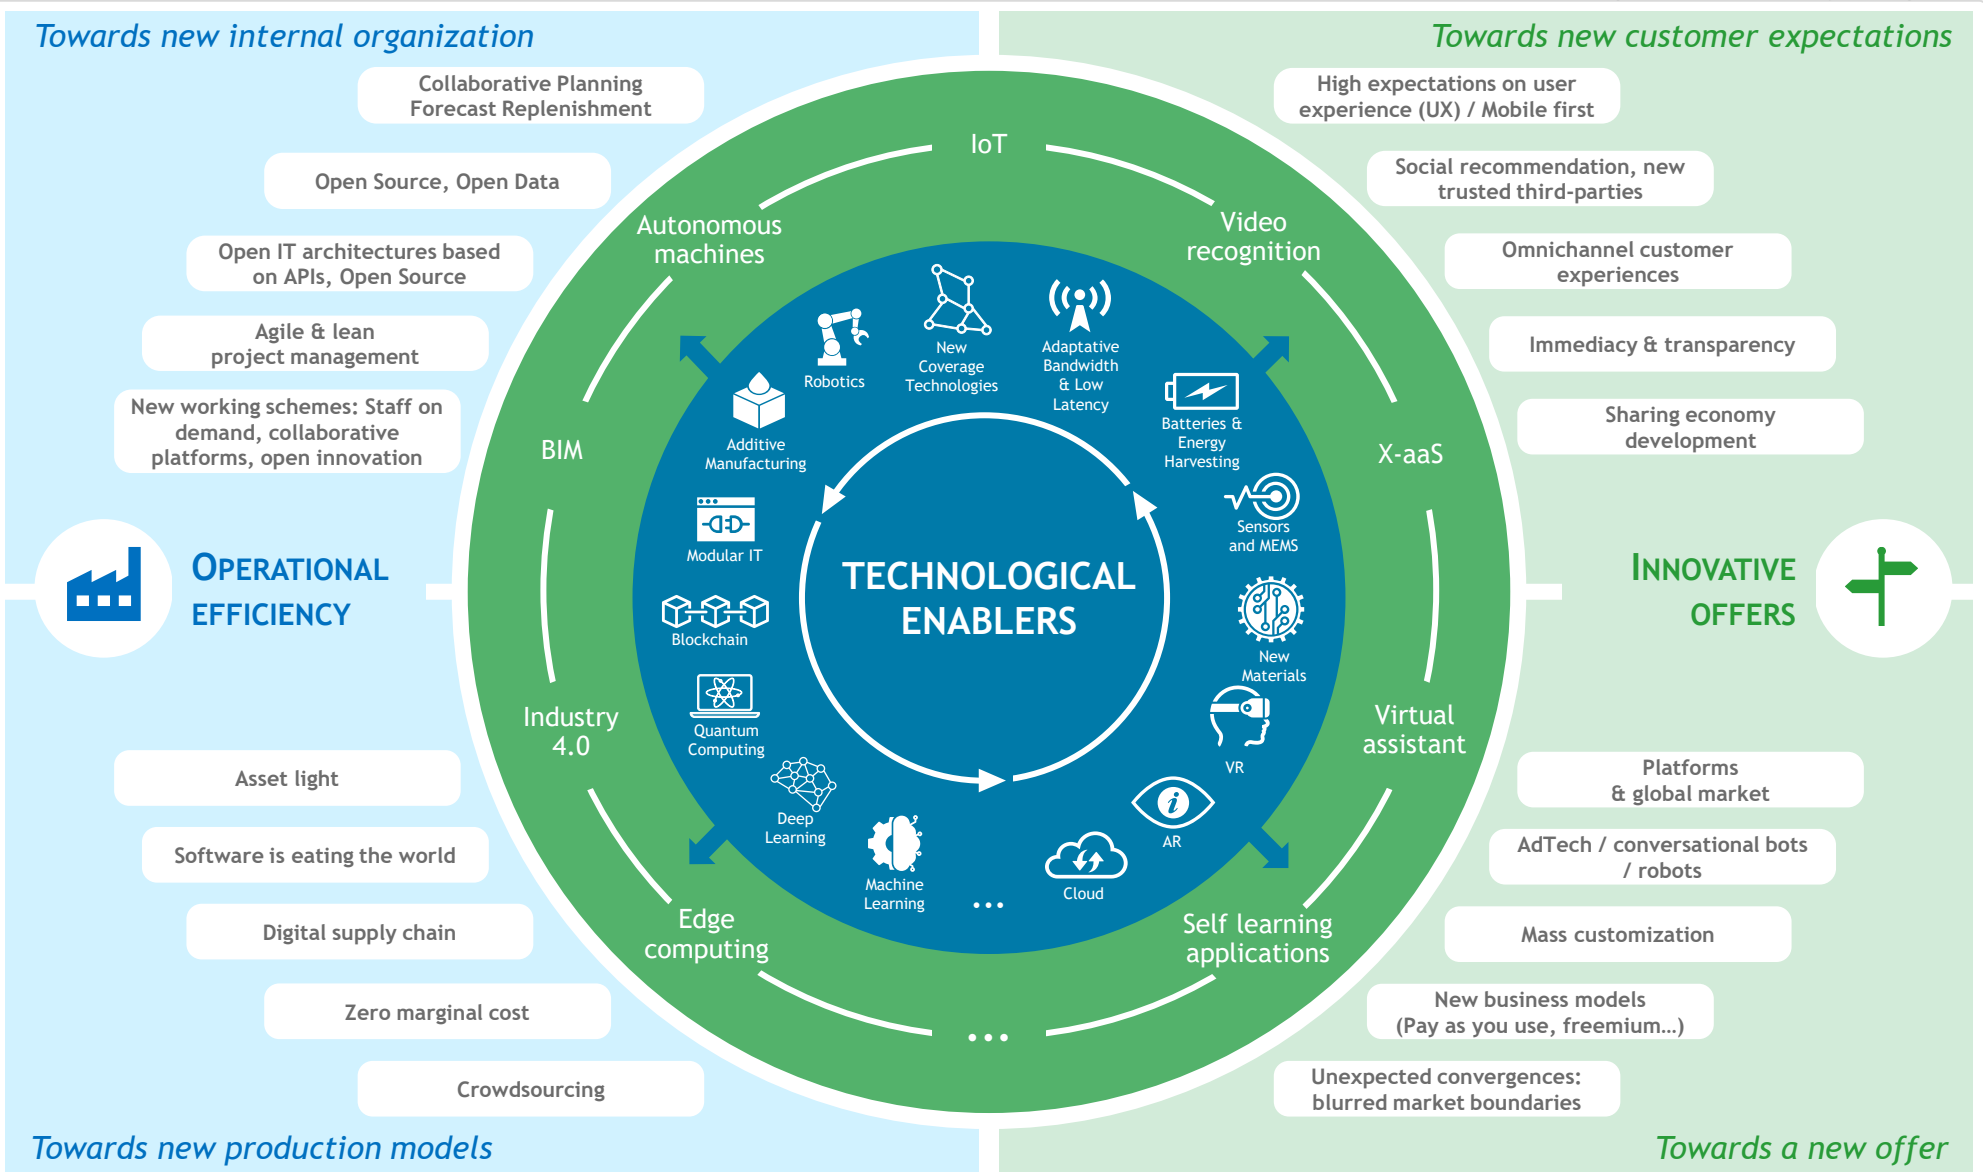 Towards new internal organization
Towards new customer expectations
Collaborative Planning
Forecast Replenishment
Open Source, Open Data
Open IT architectures based
on APIs, Open Source
Agile & lean
project management
New working schemes: Staff on
demand, collaborative
platforms, open innovation
OPERATIONAL
EFFICIENCY
Asset light
Software is eating the world
Digital supply chain
Zero marginal cost
Crowdsourcing
Towards new production models
IoT
Video
recognition
X-aaS
Virtual
assistant
Self learning
applications
...
Edge
computing
Industry
4.0
BIM
Autonomous
machines
New
Coverage
Technologies
Adaptative
Bandwidth
& Low
Latency
Batteries &
Energy
Harvesting
Sensors
and MEMS
New
Materials
VR
i
AR
Cloud
...
Machine
Learning
Deep
Learning
Quantum
Computing
Blockchain
Modular IT
Additive
Manufacturing
Robotics
TECHNOLOGICAL
ENABLERS
High expectations on user
experience (UX) / Mobile first
Social recommendation, new
trusted third-parties
Omnichannel customer
experiences
Immediacy & transparency
Sharing economy
development
INNOVATIVE
OFFERS
Platforms
& global market
AdTech / conversational bots
/ robots
Mass customization
New business models
(Pay as you use, freemium…)
Unexpected convergences:
blurred market boundaries
Towards a new offer